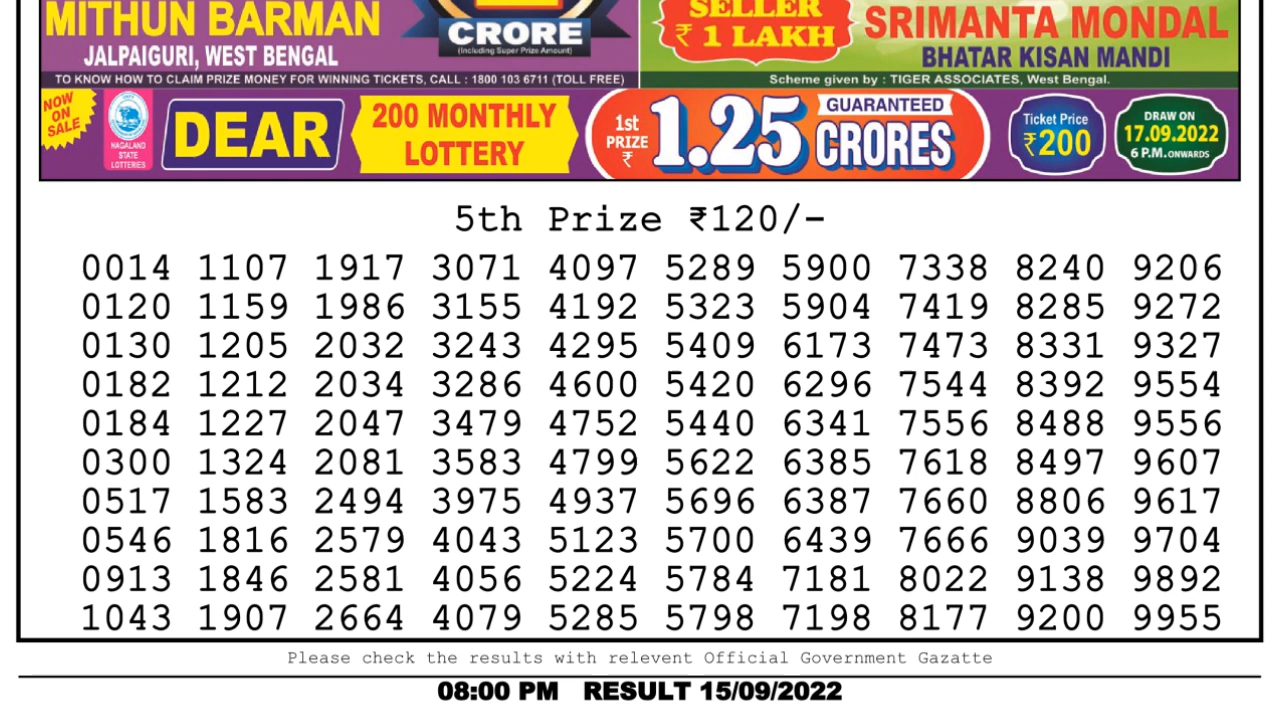 MITHUN BARMAN
JALPAIGURI, WEST BENGAL
CRORE
(Including Super Prize Amount)
SELLER
₹ 1 LAKH
SRIMANTA MONDAL
BHATAR KISAN MANDI
TO KNOW HOW TO CLAIM PRIZE MONEY FOR WINNING TICKETS, CALL : 1800 103 6711 (TOLL FREE)
Scheme given by : TIGER ASSOCIATES, West Bengal.
NOW
ON
SALE
NAGALAND
STATE
LOTTERIES
DEAR
200 MONTHLY
LOTTERY
1st
PRIZE
₹
1.25
GUARANTEED
CRORES
Ticket Price
₹200
DRAW ON
17.09.2022
6 P.M. ONWARDS
5th Prize ₹120/-
0014 1107 1917 3071 4097 5289 5900 7338 8240 9206
0120 1159 1986 3155 4192 5323 5904 7419 8285 9272
0130 1205 2032 3243 4295 5409 6173 7473 8331 9327
0182 1212 2034 3286 4600 5420 6296 7544 8392 9554
0184 1227 2047 3479 4752 5440 6341 7556 8488 9556
0300 1324 2081 3583 4799 5622 6385 7618 8497 9607
0517 1583 2494 3975 4937 5696 6387 7660 8806 9617
0546 1816 2579 4043 5123 5700 6439 7666 9039 9704
0913 1846 2581 4056 5224 5784 7181 8022 9138 9892
1043 1907 2664 4079 5285 5798 7198 8177 9200 9955
Please check the results with relevent Official Government Gazatte
08:00 PM RESULT 15/09/2022